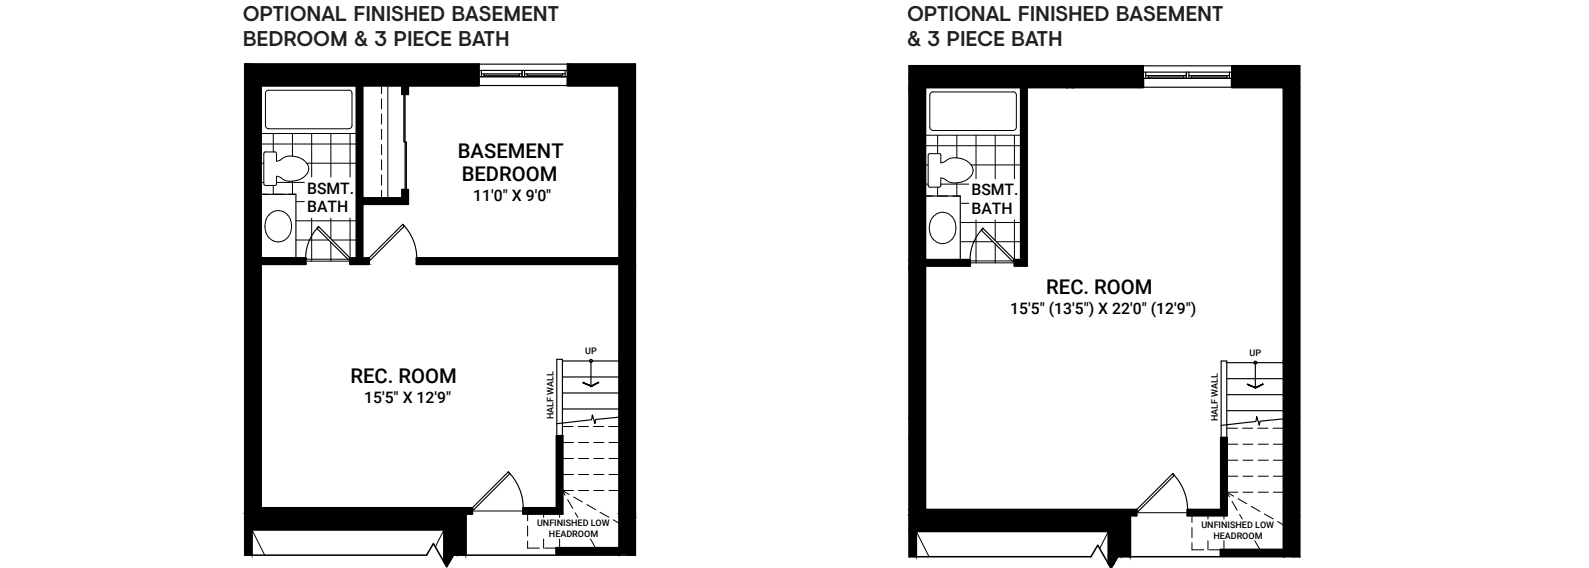 OPTIONAL FINISHED BASEMENT
BEDROOM & 3 PIECE BATH
BASEMENT
BEDROOM
11'0" X 9'0"
BSMT.
BATH
REC. ROOM
15'5" X 12'9"
UP
HALF WALL
UNFINISHED LOW
HEADROOM
OPTIONAL FINISHED BASEMENT
& 3 PIECE BATH
BSMT.
BATH
REC. ROOM
15'5" (13'5") X 22'0" (12'9")
UP
HALF WALL
UNFINISHED LOW
HEADROOM